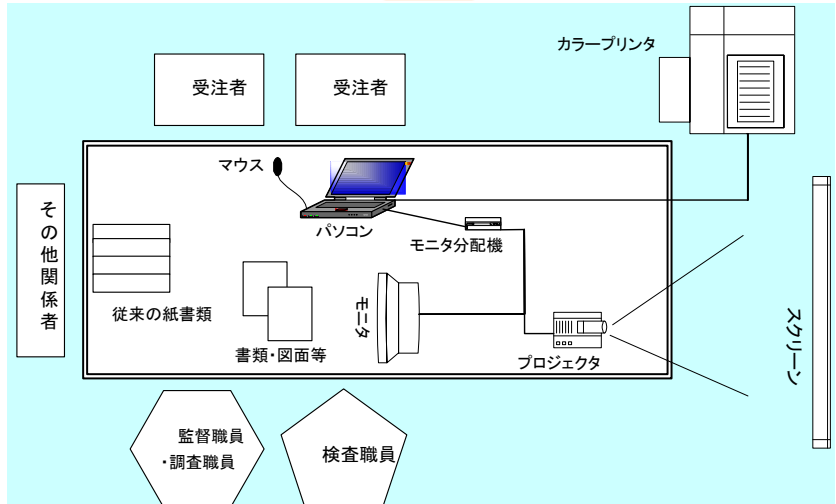 カラープリンタ
受注者
受注者
マウス
パソコン
モニタ分配機
その他関係者
従来の紙書類
書類・図面等
モニタ
プロジェクタ
スクリーン
監督職員
・調査職員
検査職員